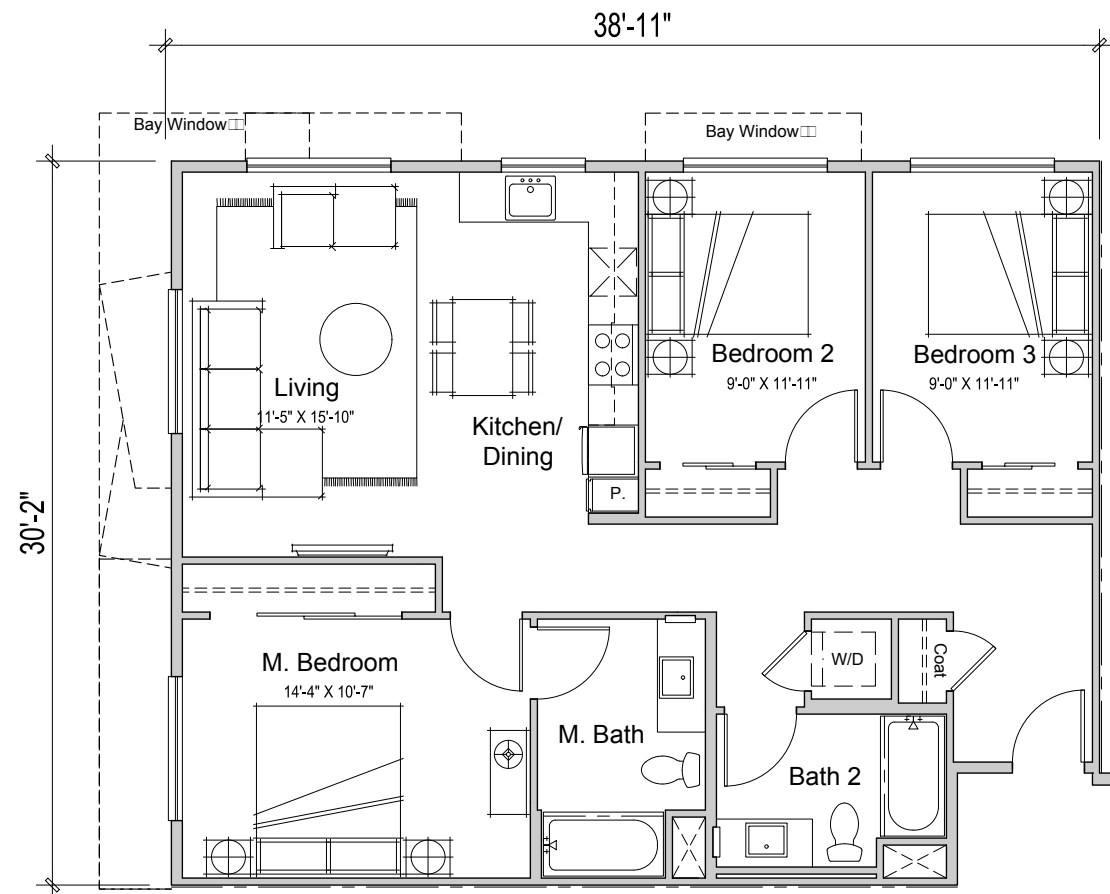 38'-11"
Bay Window
Bay Window
30'-2"
Living
11'-5" X 15'-10"
Kitchen/
Dining
P.
Bedroom 2
9'-0" X 11'-11"
Bedroom 3
9'-0" X 11'-11"
M. Bedroom
14'-4" X 10'-7"
M. Bath
W/D
Coat
Bath 2